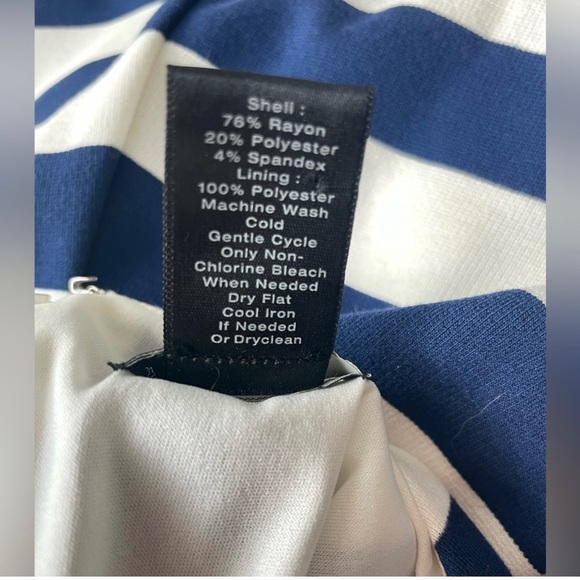 Shell :
76% Rayon
20% Polyester
4% Spandex
Lining :
100% Polyester
Machine Wash
Cold
Gentle Cycle
Only Non-
Chlorine Bleach
When Needed
Dry Flat
Cool Iron
If Needed
Or Dryclean